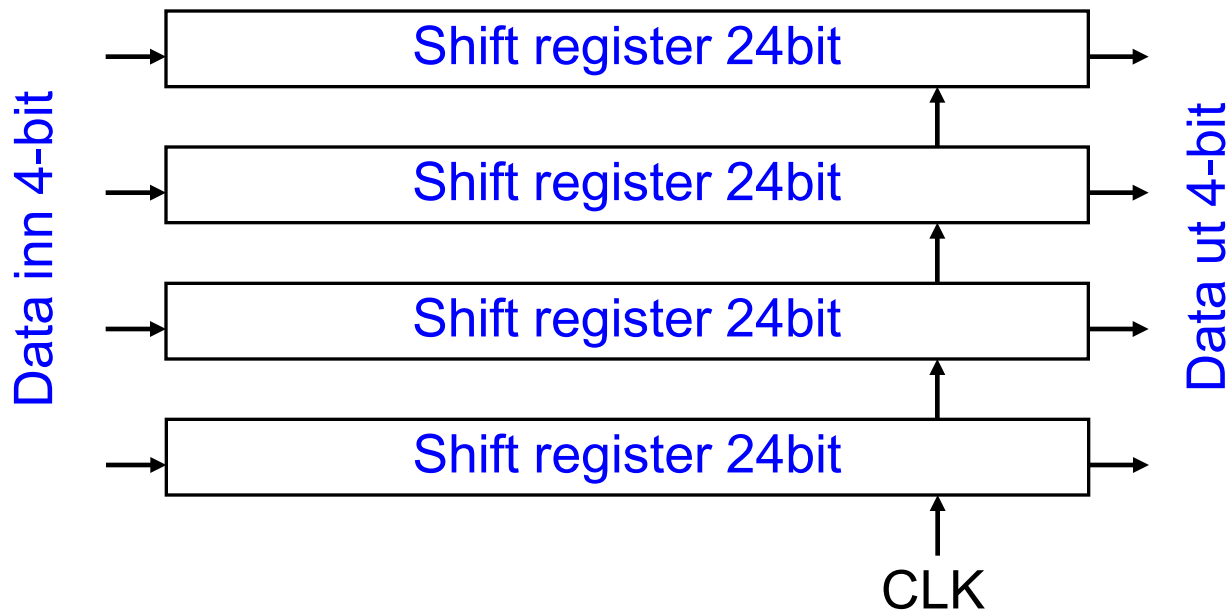 Shift register 24bit
Shift register 24bit
Shift register 24bit
Shift register 24bit
Data inn 4-bit
Data ut 4-bit
CLK